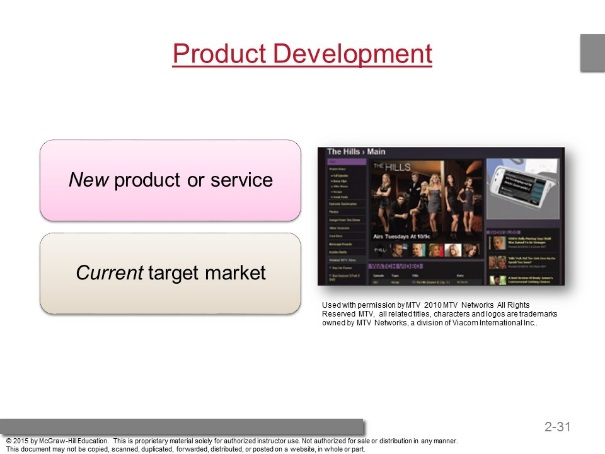 Product Development
New product or service
Current target market
The Hills › Main
THE HILLS
Airs Tuesdays At 10/9c
WATCH VIDEO
Used with permission by MTV 2010 MTV Networks All Rights
Reserved MTV, all related titles, characters and logos are trademarks
owned by MTV Networks, a division of Viacom International Inc..
2-31
© 2015 by McGraw-Hill Education. This is proprietary material solely for authorized instructor use. Not authorized for sale or distribution in any manner.
This document may not be copied, scanned, duplicated, forwarded, distributed, or posted on a website, in whole or part.